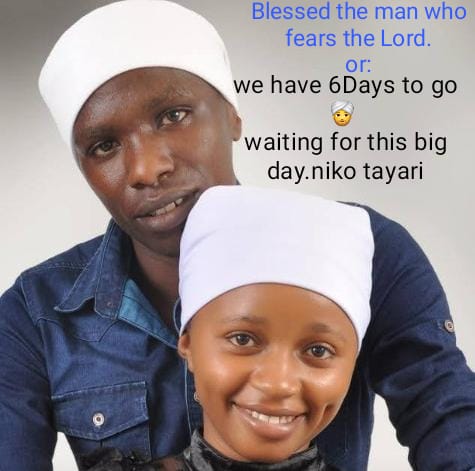 Blessed the man who
fears the Lord.
or:
we have 6Days to go
👳
waiting for this big
day.niko tayari